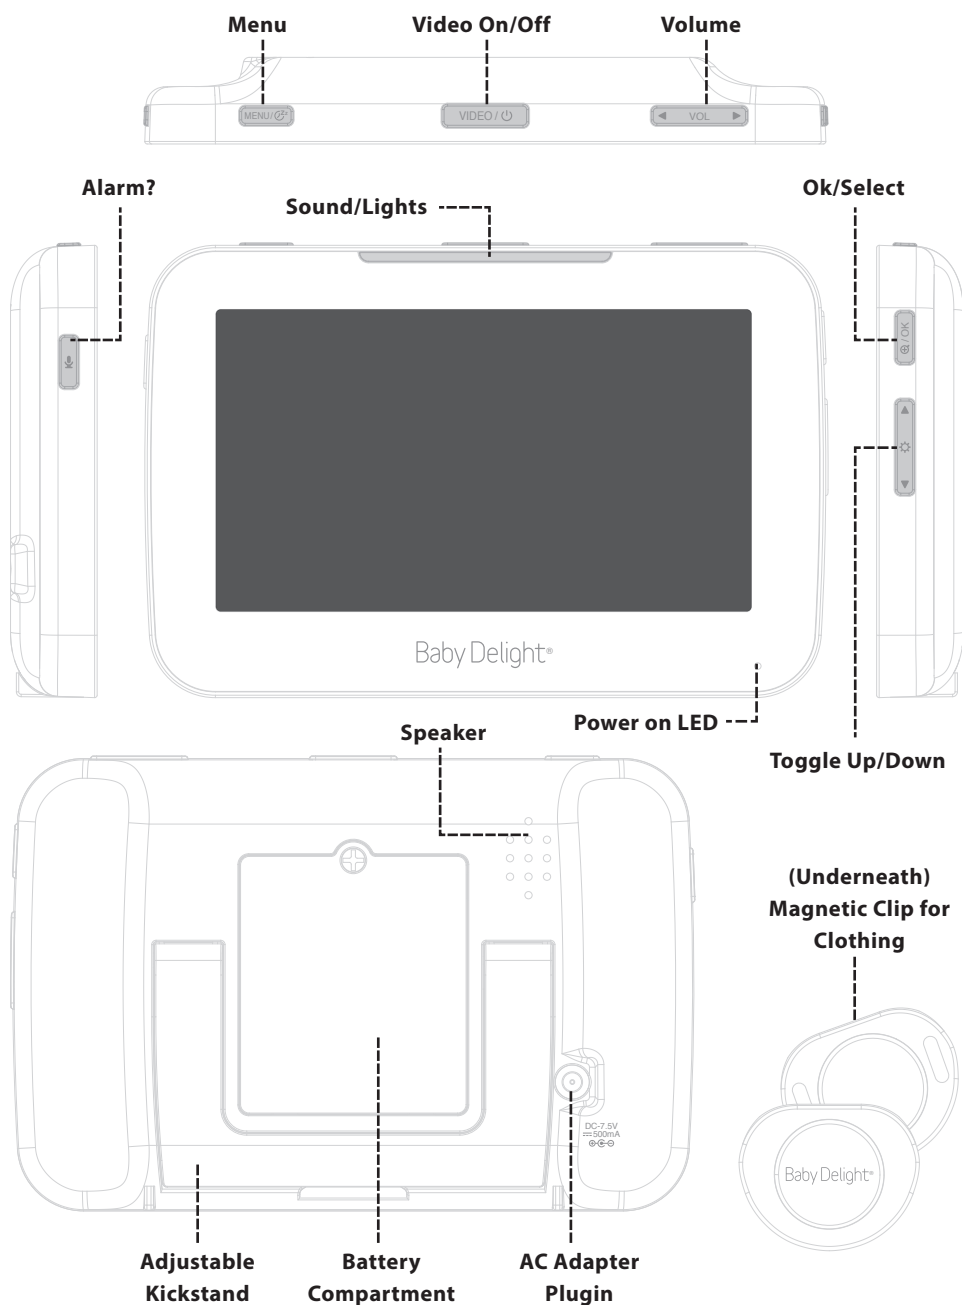 Menu
Video On/Off
Volume
MENU/
VIDEO /
VOL
Alarm?
Sound/Lights
Ok/Select
/ OK
Baby Delight®
Power on LED
Speaker
Toggle Up/Down
(Underneath)
Magnetic Clip for
Clothing
DC-7.5V
500mA
Baby Delight®
Adjustable
Kickstand
Battery
Compartment
AC Adapter
Plugin